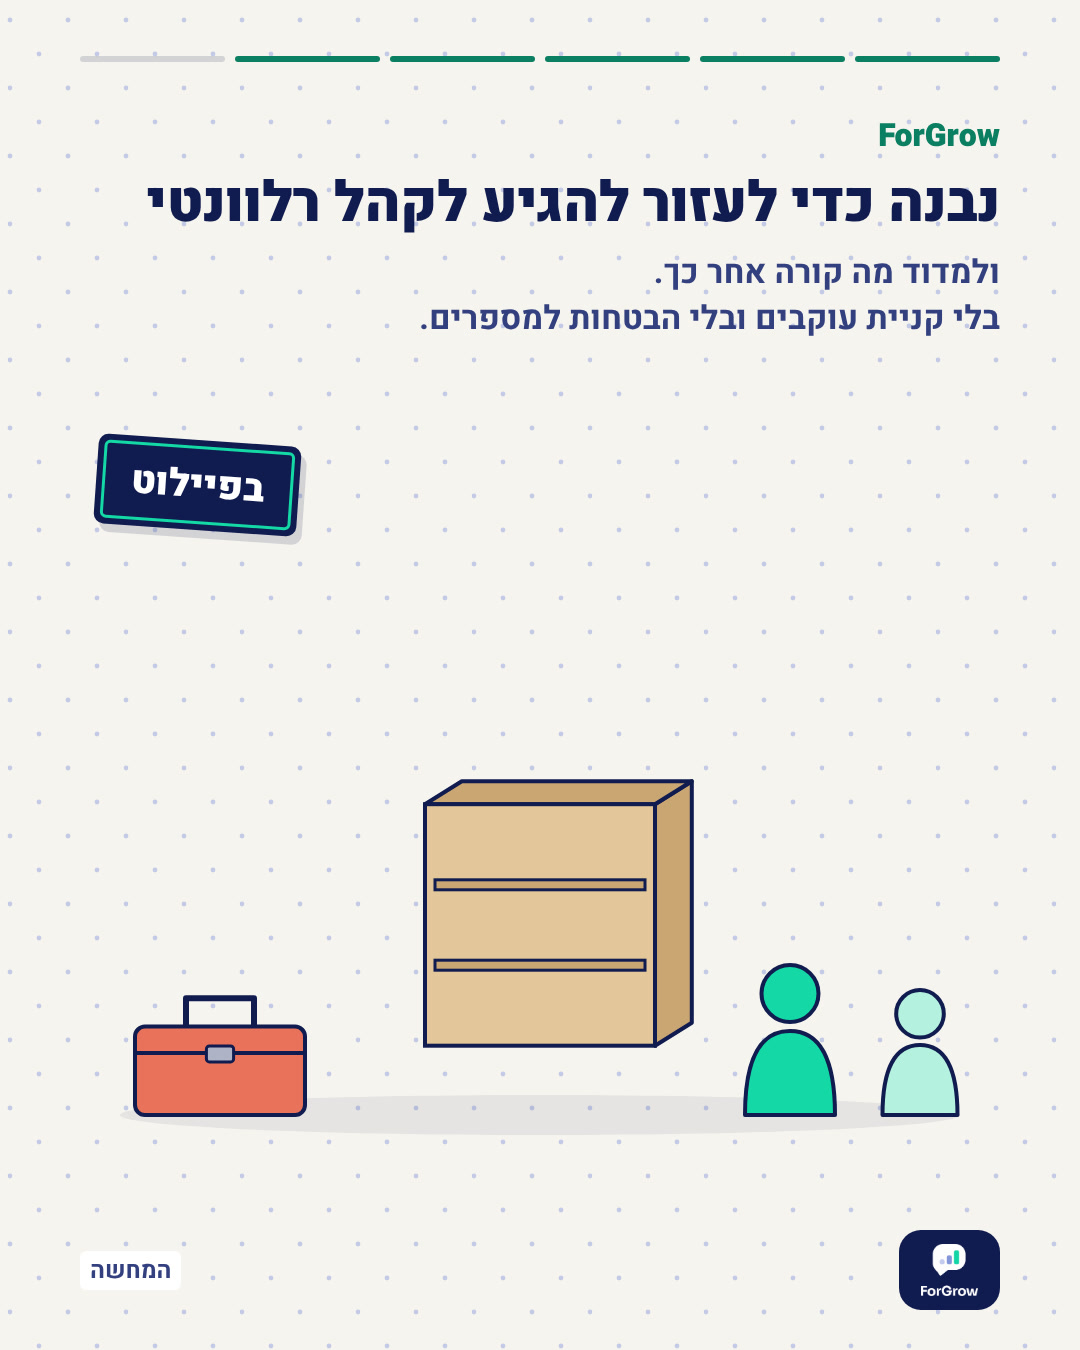 ForGrow
נבנה כדי לעזור להגיע לקהל רלוונטי
ולמדוד מה קורה אחר כך.
בלי קניית עוקבים ובלי הבטחות למספרים.
בפיילוט
ForGrow
המחשה